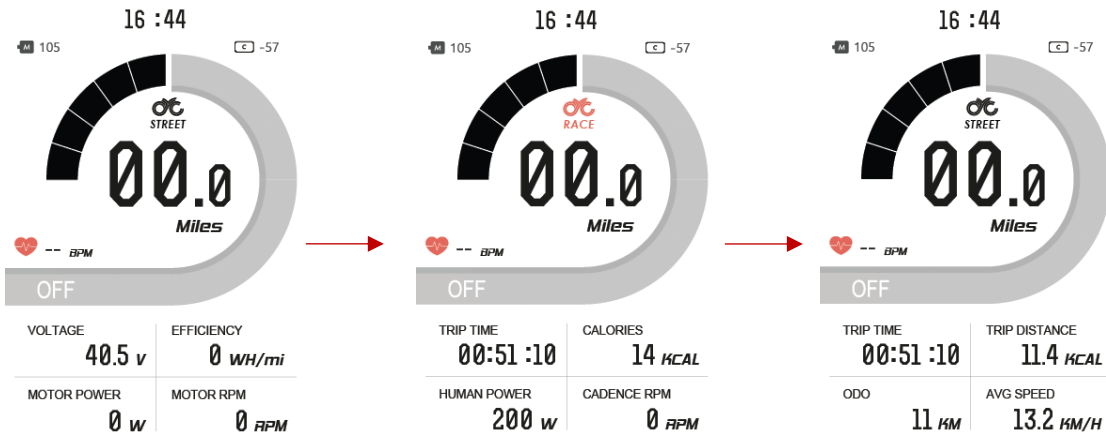 16 :44
M 105
C -57
STREET
00.0
Miles
-- BPM
OFF
VOLTAGE
40.5 V
EFFICIENCY
0 WH/mi
MOTOR POWER
0 W
MOTOR RPM
0 RPM
16 :44
M 105
C -57
RACE
00.0
Miles
-- BPM
OFF
TRIP TIME
00:51 :10
CALORIES
14 KCAL
HUMAN POWER
200 W
CADENCE RPM
0 RPM
16 :44
M 105
C -57
STREET
00.0
Miles
-- BPM
OFF
TRIP TIME
00:51 :10
TRIP DISTANCE
11.4 KCAL
ODO
11 KM
AVG SPEED
13.2 KM/H